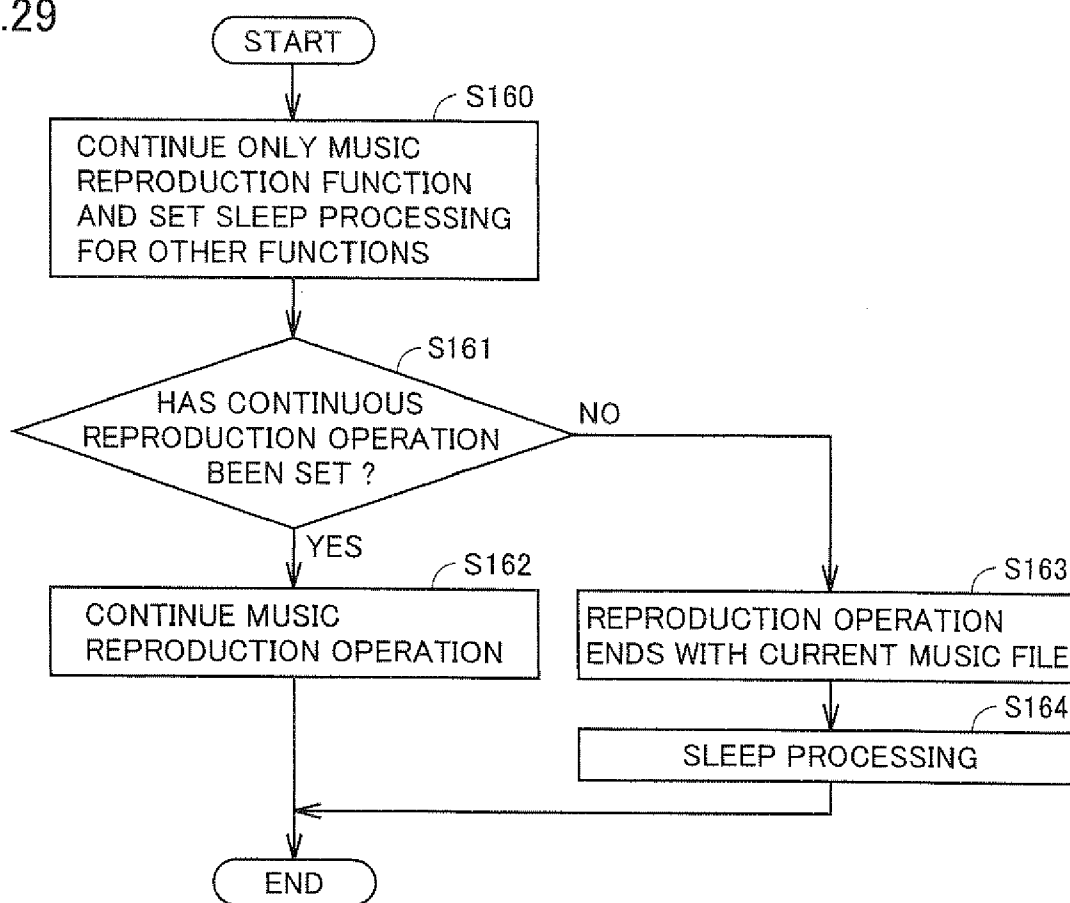 .29
START
S160
CONTINUE ONLY MUSIC
REPRODUCTION FUNCTION
AND SET SLEEP PROCESSING
FOR OTHER FUNCTIONS
S161
HAS CONTINUOUS
REPRODUCTION OPERATION
BEEN SET ?
NO
YES
S162
CONTINUE MUSIC
REPRODUCTION OPERATION
S163
REPRODUCTION OPERATION
ENDS WITH CURRENT MUSIC FILE
S164
SLEEP PROCESSING
END